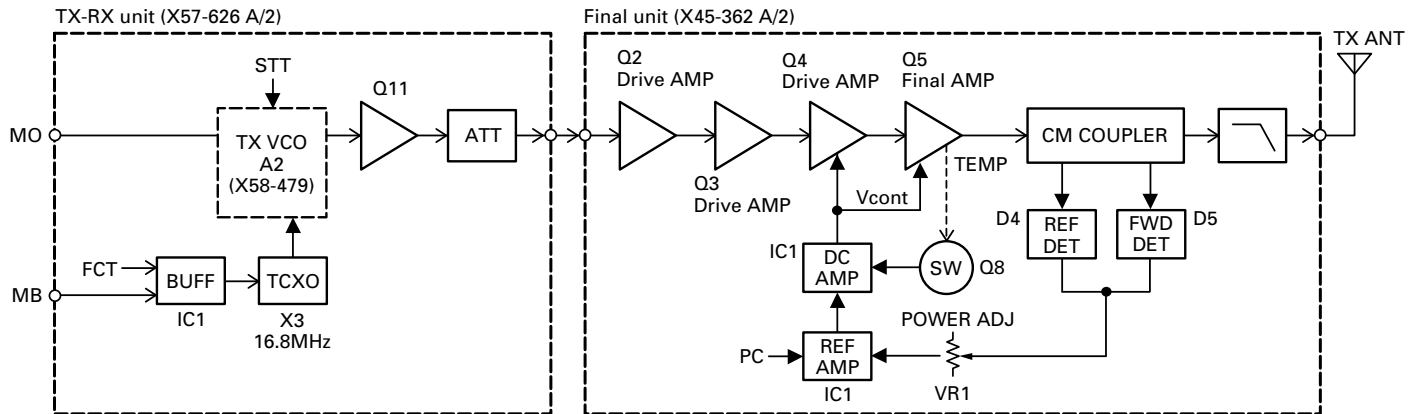 TX-RX unit (X57-626 A/2)
Final unit (X45-362 A/2)
TX ANT
STT
Q11
Q2
Drive AMP
Q4
Drive AMP
Q5
Final AMP
MO
TX VCO
A2
(X58-479)
ATT
CM COUPLER
TEMP
Q3
Drive AMP
Vcont
D4
REF
DET
FWD
DET
D5
IC1
DC
AMP
SW
Q8
FCT
BUFF
TCXO
MB
IC1
X3
16.8MHz
POWER ADJ
PC
REF
AMP
IC1
VR1